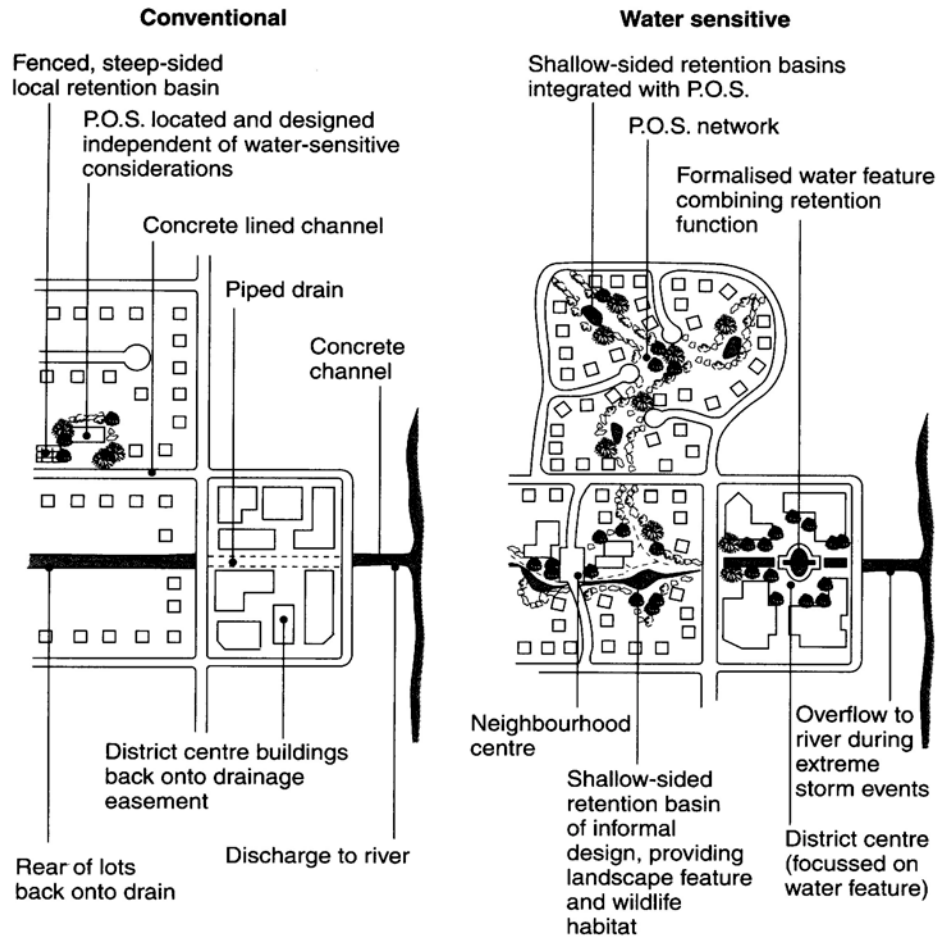 Conventional
Fenced, steep-sided
local retention basin
P.O.S. located and designed
independent of water-sensitive
considerations
Concrete lined channel
Piped drain
Concrete
channel
District centre buildings
back onto drainage
easement
Rear of lots
back onto drain
Discharge to river
Water sensitive
Shallow-sided retention basins
integrated with P.O.S.
P.O.S. network
Formalised water feature
combining retention
function
Neighbourhood
centre
Shallow-sided
retention basin
of informal
design, providing
landscape feature
and wildlife
habitat
Overflow to
river during
extreme
storm events
District centre
(focussed on
water feature)